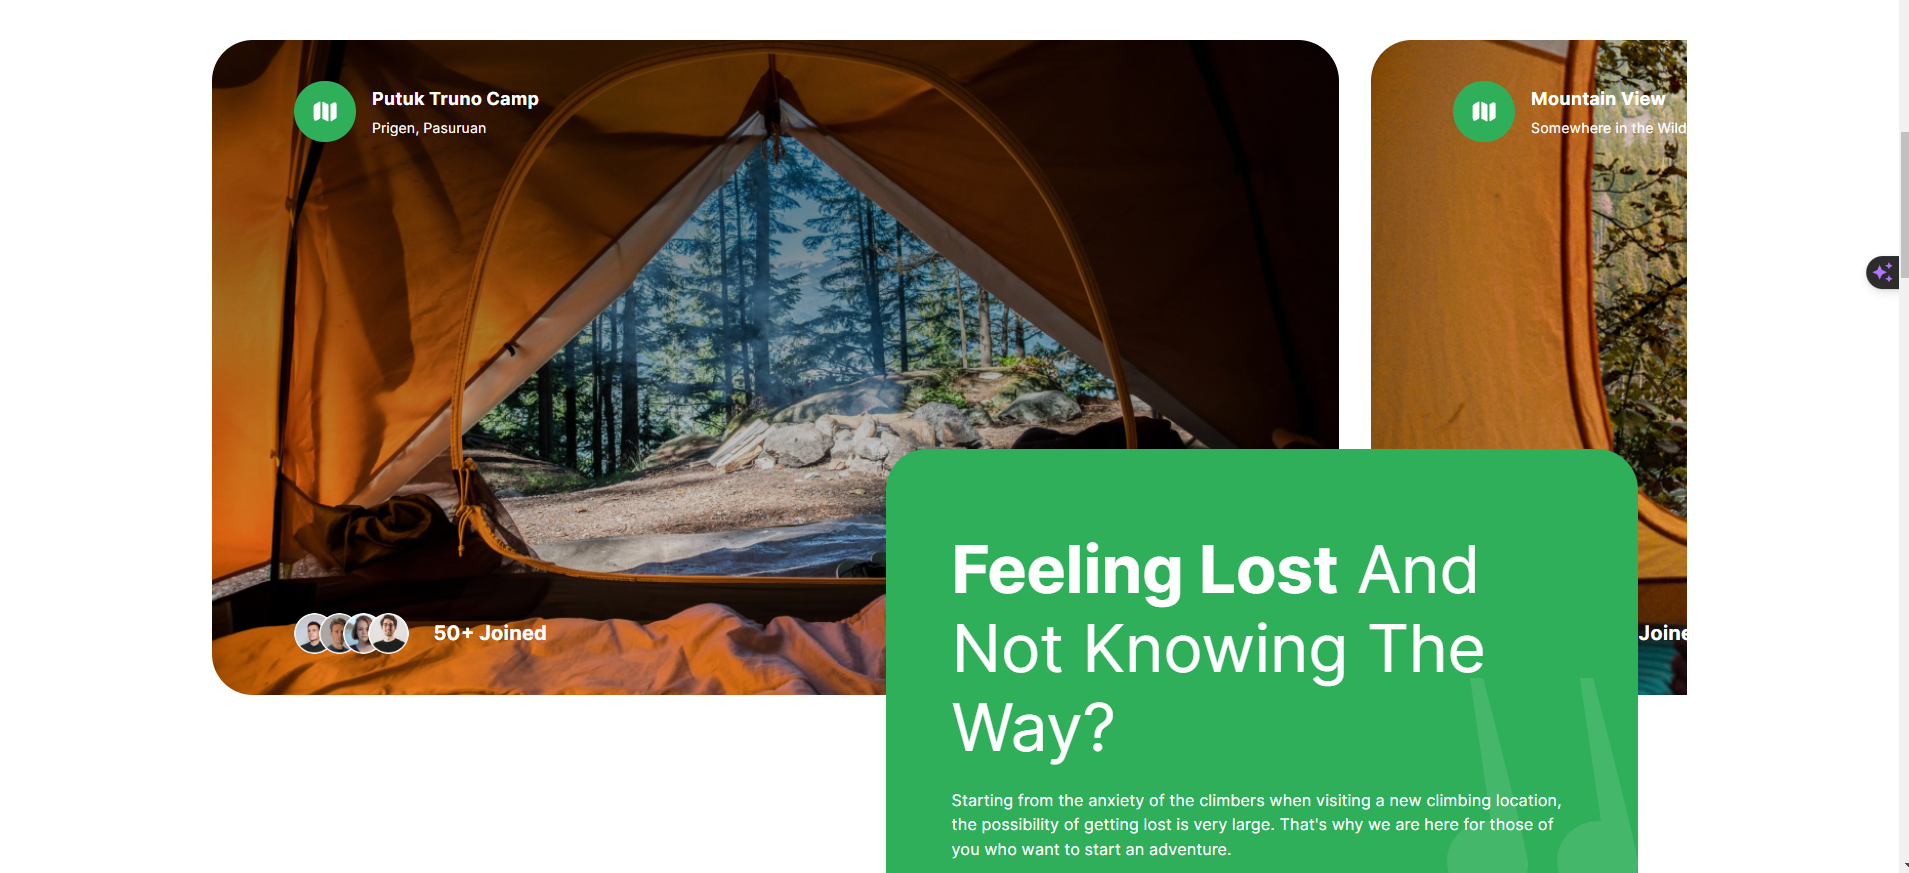 Putuk Truno Camp
Prigen, Pasuruan
Mountain View
Somewhere in the Wild
50+ Joined
Joine
Feeling Lost And
Not Knowing The
Way?
Starting from the anxiety of the climbers when visiting a new climbing location,
the possibility of getting lost is very large. That's why we are here for those of
you who want to start an adventure.